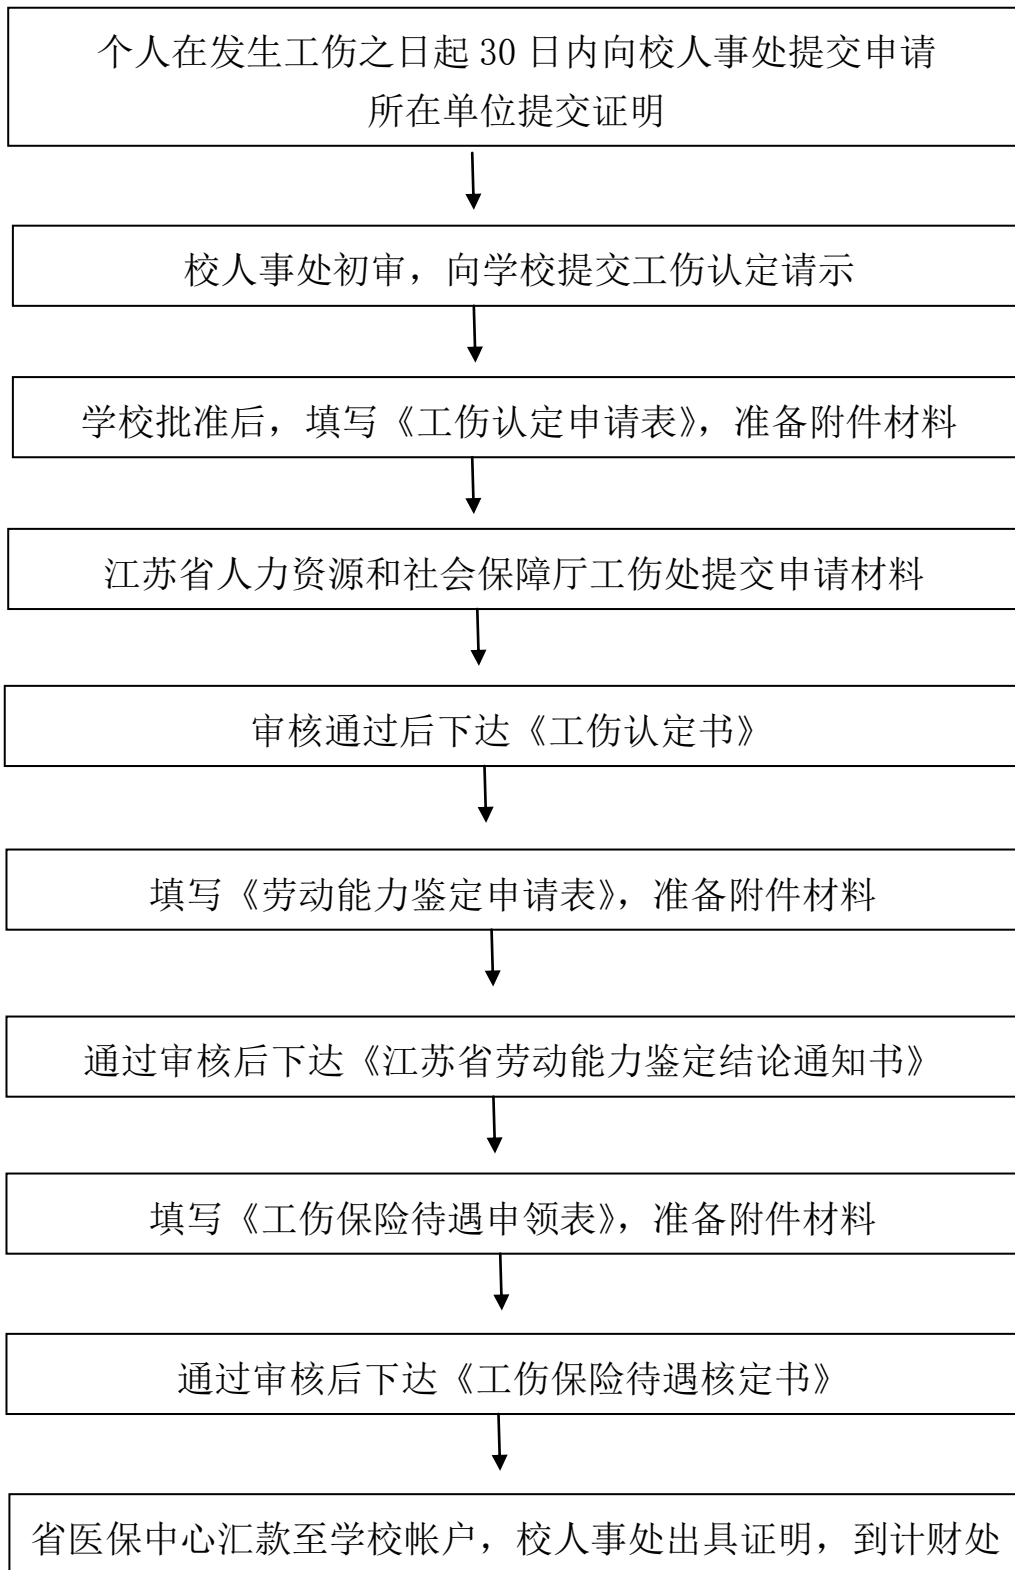 个人在发生工伤之日起 30 日内向校人事处提交申请
所在单位提交证明
校人事处初审，向学校提交工伤认定请示
学校批准后，填写《工伤认定申请表》，准备附件材料
江苏省人力资源和社会保障厅工伤处提交申请材料
审核通过后下达《工伤认定书》
填写《劳动能力鉴定申请表》，准备附件材料
通过审核后下达《江苏省劳动能力鉴定结论通知书》
填写《工伤保险待遇申领表》，准备附件材料
通过审核后下达《工伤保险待遇核定书》
省医保中心汇款至学校帐户，校人事处出具证明，到计财处